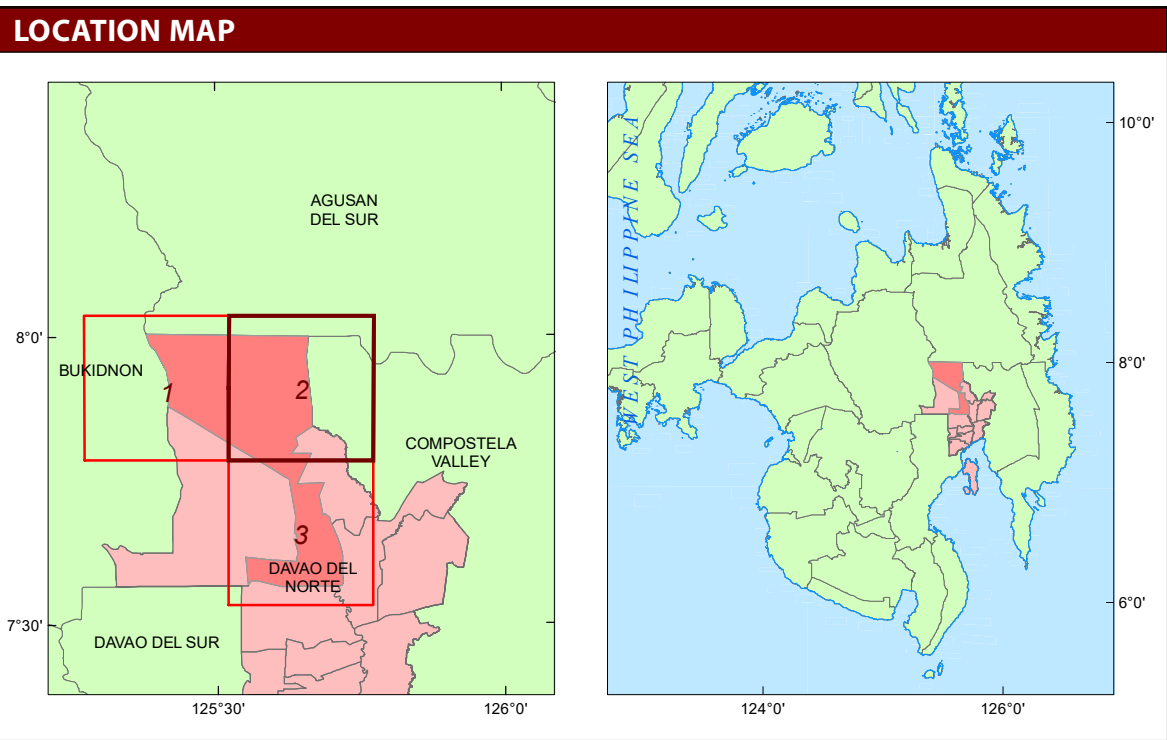 LOCATION MAP
AGUSAN
DEL SUR
8°0'
BUKIDNON
1
2
COMPOSTELA
VALLEY
3
DAVAO DEL
NORTE
7°30'
DAVAO DEL SUR
125°30'
126°0'
WEST PHILIPPINE SEA
10°0'
8°0'
6°0'
124°0'
126°0'